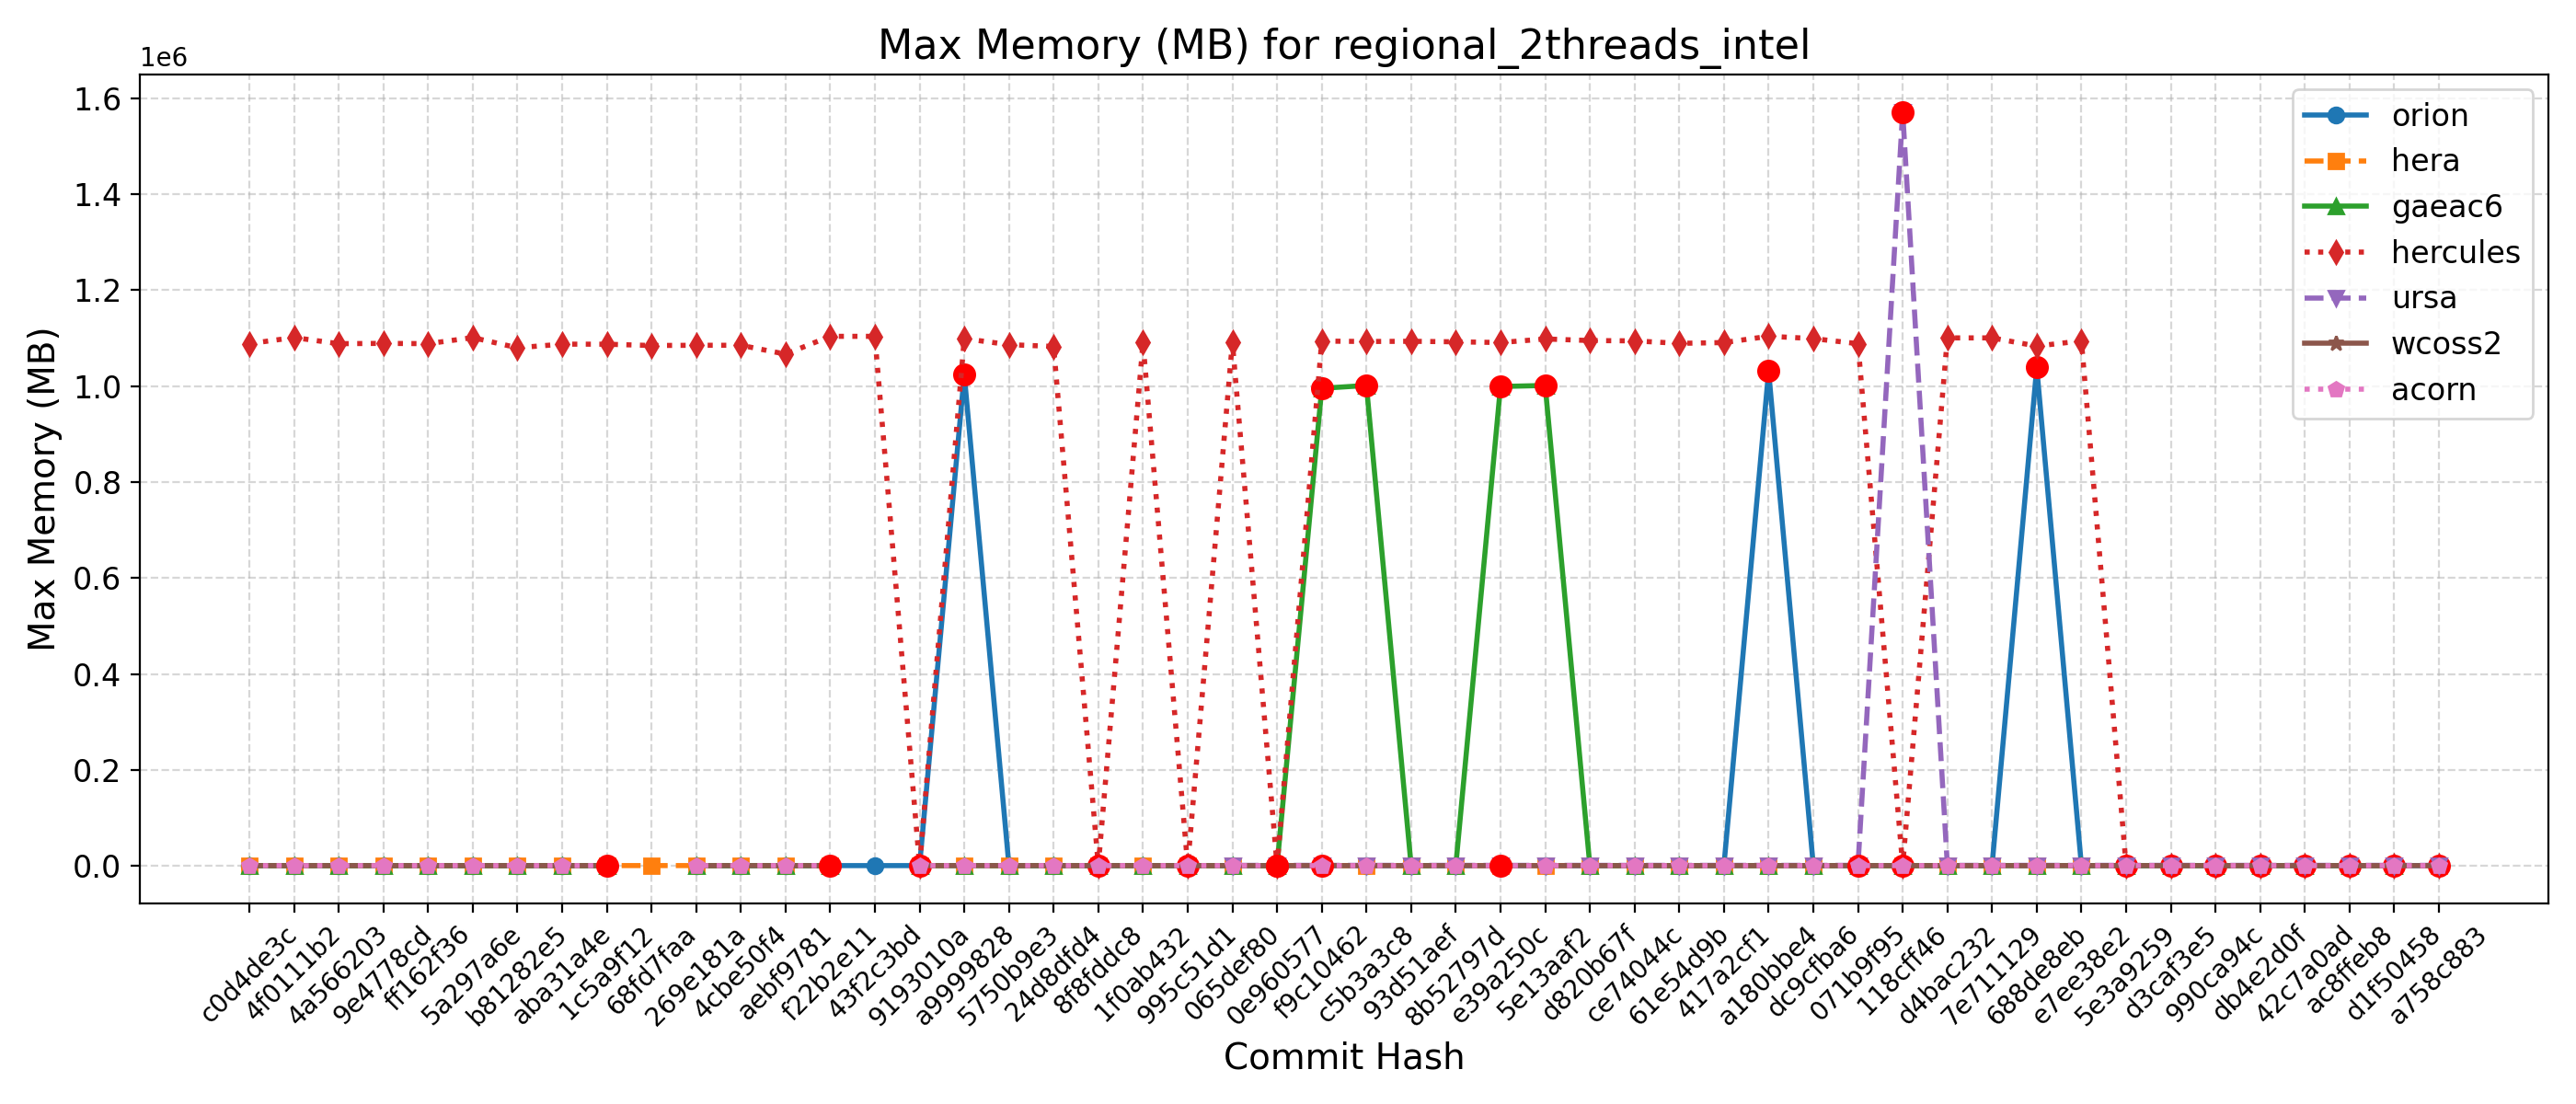 Max Memory (MB) for regional_2threads_intel
1e6
1.6
1.4
1.2
1.0
0.8
0.6
0.4
0.2
0.0
Max Memory (MB)
orion
hera
gaeac6
hercules
ursa
wcoss2
acorn
c0d4de3c
4f0111b2
4a566203
9e4778cd
ff162f36
5a297a6e
b81282e5
aba31a4e
1c5a9f12
68fd7faa
269e181a
4cbe50f4
aebf9781
f22b2e11
43f2c3bd
9193010a
a9999828
5750b9e3
24d8dfd4
8f8fddc8
1f0ab432
995c51d1
065def80
0e960577
f9c10462
c5b3a3c8
93d51aef
8b52797d
e39a250c
5e13aaf2
d820b67f
ce74044c
61e54d9b
417a2cf1
a180bbe4
dc9cfba6
071b9f95
118cff46
d4bac232
7e711129
688de8eb
e7ee38e2
5e3a9259
d3caf3e5
990ca94c
db4e2d0f
42c7a0ad
ac8ffeb8
d1f50458
a758c883
Commit Hash